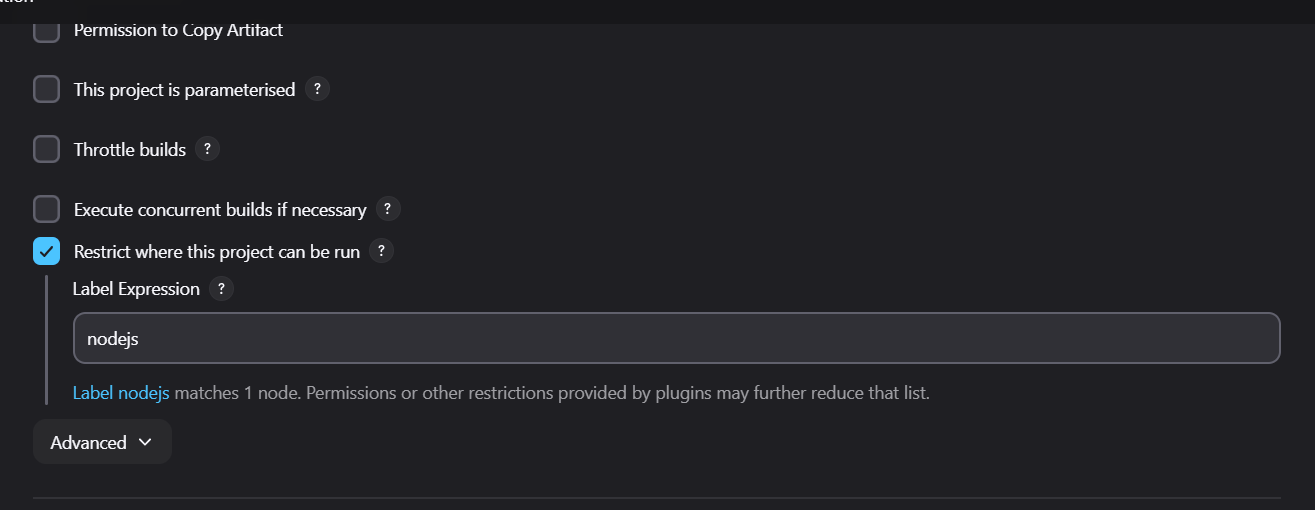 Permission to Copy Artifact
This project is parameterised ?
Throttle builds ?
Execute concurrent builds if necessary ?
Restrict where this project can be run ?
Label Expression ?
nodejs
Label nodejs matches 1 node. Permissions or other restrictions provided by plugins may further reduce that list.
Advanced